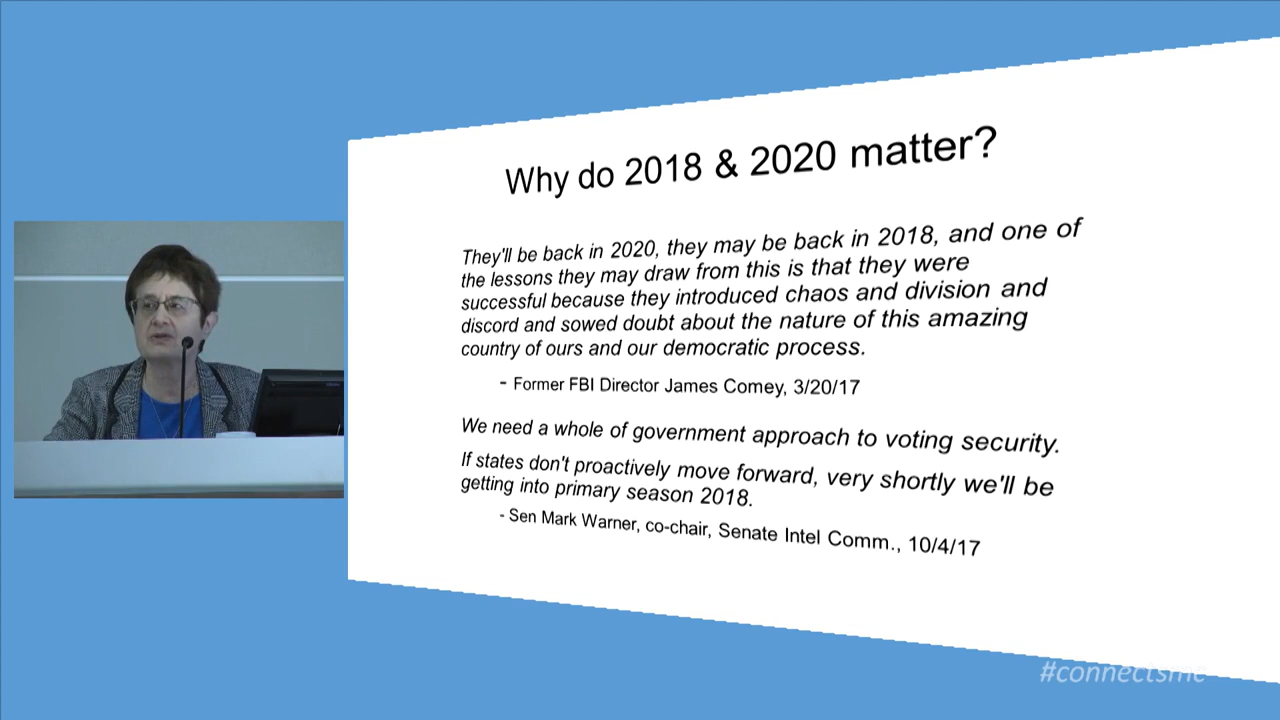 Why do 2018 & 2020 matter?
They'll be back in 2020, they may be back in 2018, and one of
the lessons they may draw from this is that they were
successful because they introduced chaos and division and
discord and sowed doubt about the nature of this amazing
country of ours and our democratic process.
- Former FBI Director James Comey, 3/20/17
We need a whole of government approach to voting security.
If states don't proactively move forward, very shortly we'll be
getting into primary season 2018.
- Sen Mark Warner, co-chair, Senate Intel Comm., 10/4/17
#connectsmc